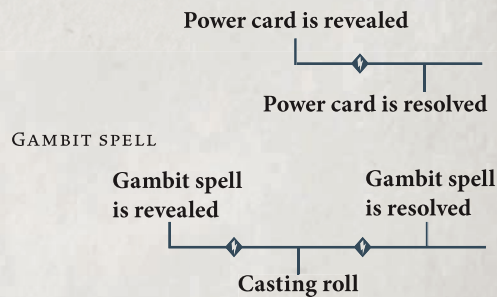 Power card is revealed
Power card is resolved
GAMBIT SPELL
Gambit spell
is revealed
Gambit spell
is resolved
Casting roll